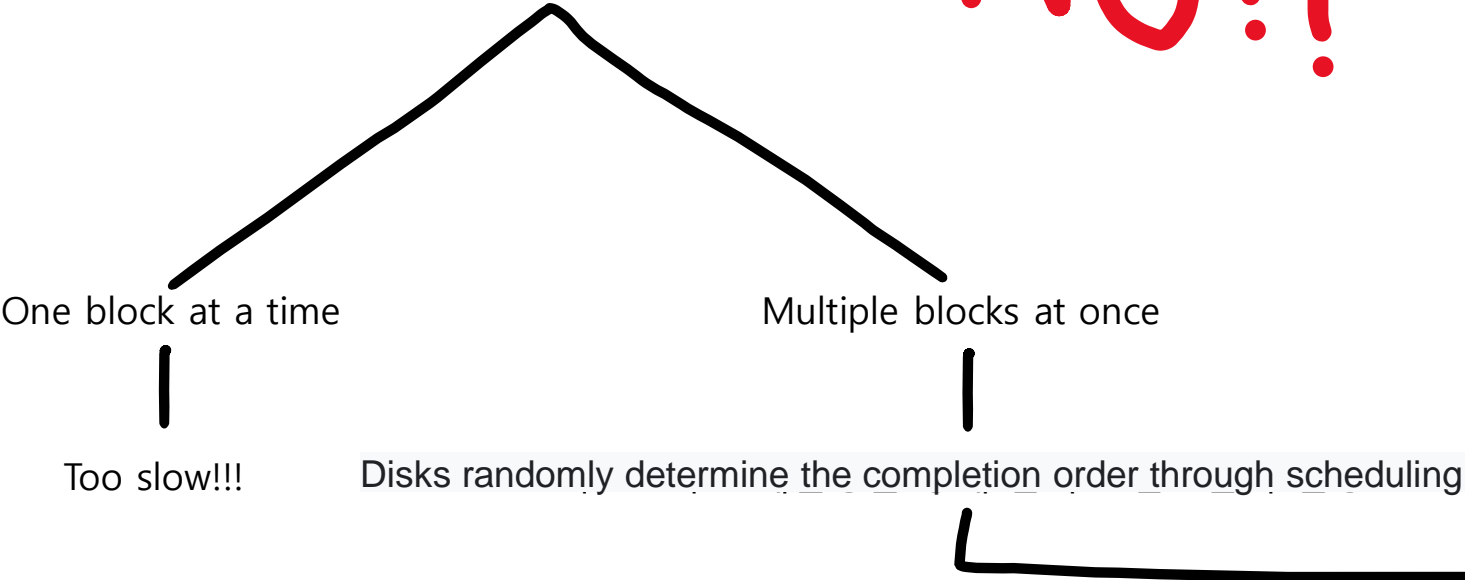 One block at a time
Multiple blocks at once
Too slow!!!
Disks randomly determine the completion order through scheduling